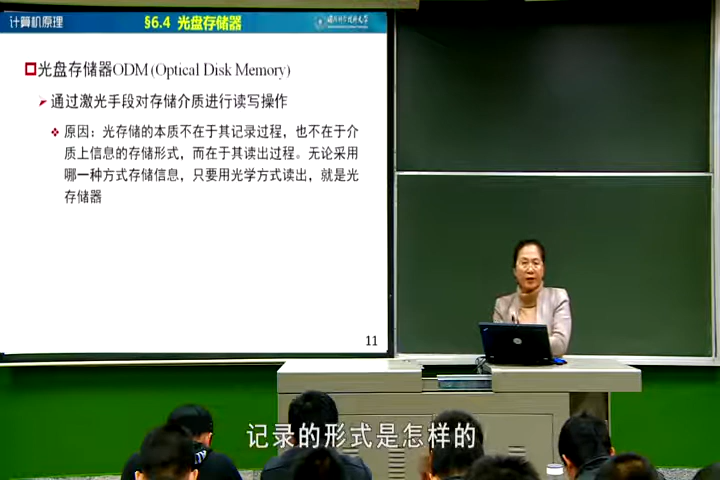 计算机原理
§6.4 光盘存储器
光盘存储器ODM (Optical Disk Memory)
通过激光手段对存储介质进行读写操作
原因：光存储的本质不在于其记录过程，也不在于介
质上信息的存储形式，而在于其读出过程。无论采用
哪一种方式存储信息，只要用光学方式读出，就是光
存储器
11
记录的形式是怎样的